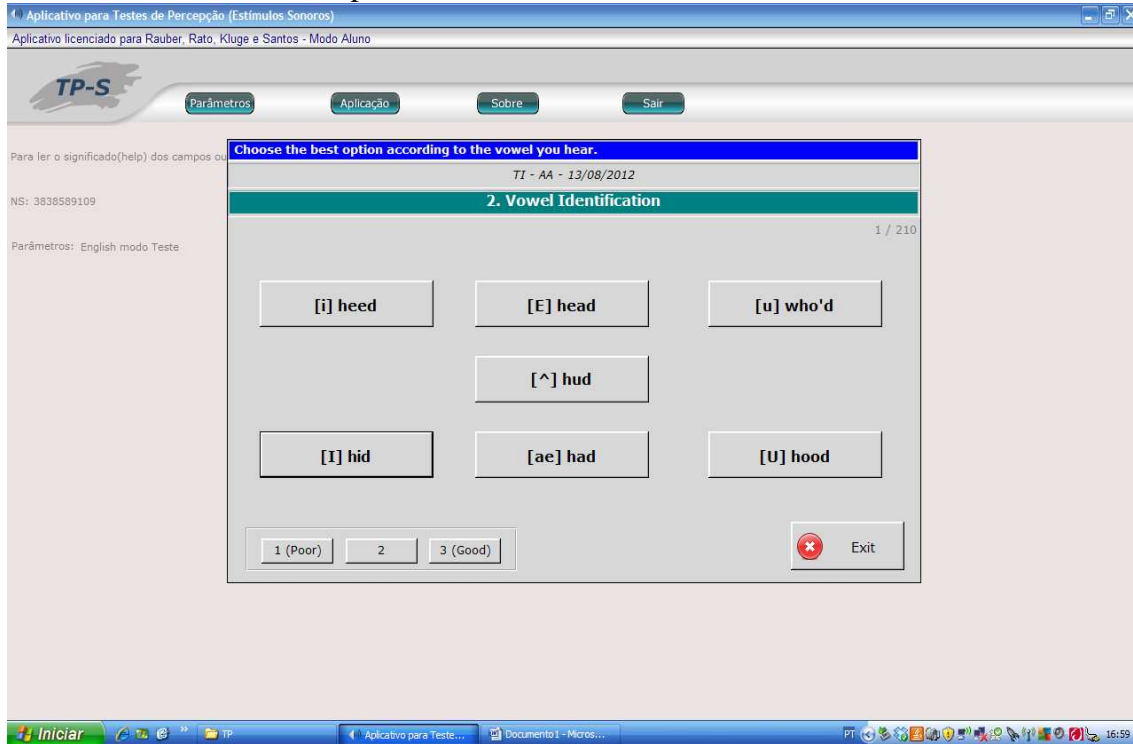 Aplicativo para Testes de Percepção (Estímulos Sonoros)
Aplicativo licenciado para Rauber, Rato, Kluge e Santos - Modo Aluno
TP-S
Parâmetros Aplicação Sobre Sair
Para ler o significado(help) dos campos ou
Choose the best option according to the vowel you hear.
TI - AA - 13/08/2012
NS: 3838589109
2. Vowel Identification
1 / 210
Parâmetros: English modo Teste
[i] heed [E] head [u] who'd
[^] hud
[I] hid [ae] had [U] hood
1 (Poor) 2 3 (Good)
Exit
Iniciar TP Aplicativo para Teste... Documento1 - Micros... PT 16:59